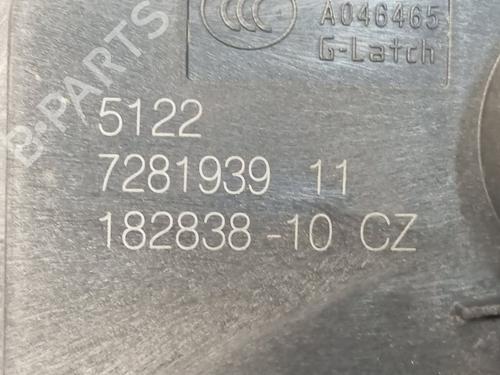 CCC
A046465
G-Latch
5122
7281939 11
182838-10 CZ
B-PARTS